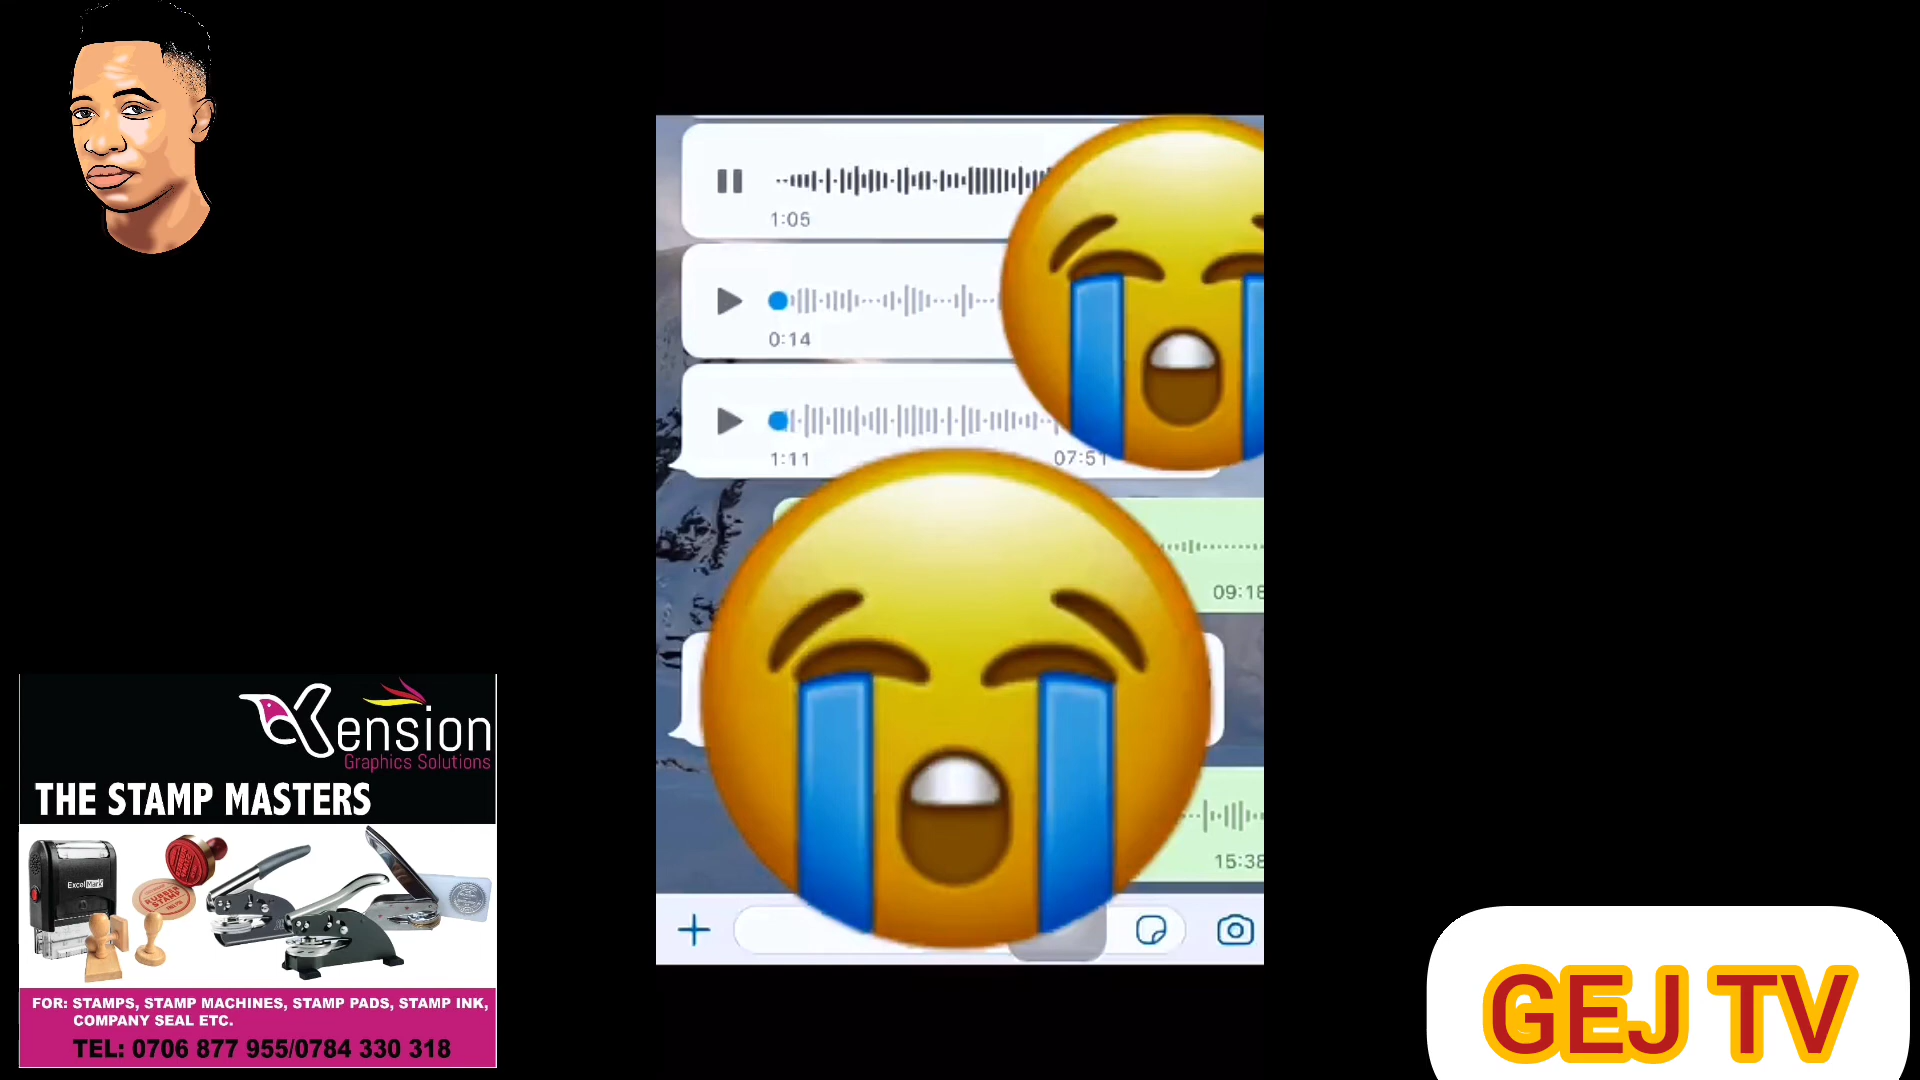 1:05
0:14
1:11
07:51
09:18
15:38
Kension
Graphics Solutions
THE STAMP MASTERS
ExcelMark
RUBBER
STAMP
FOR: STAMPS, STAMP MACHINES, STAMP PADS, STAMP INK,
COMPANY SEAL ETC.
TEL: 0706 877 955/0784 330 318
GEJ TV